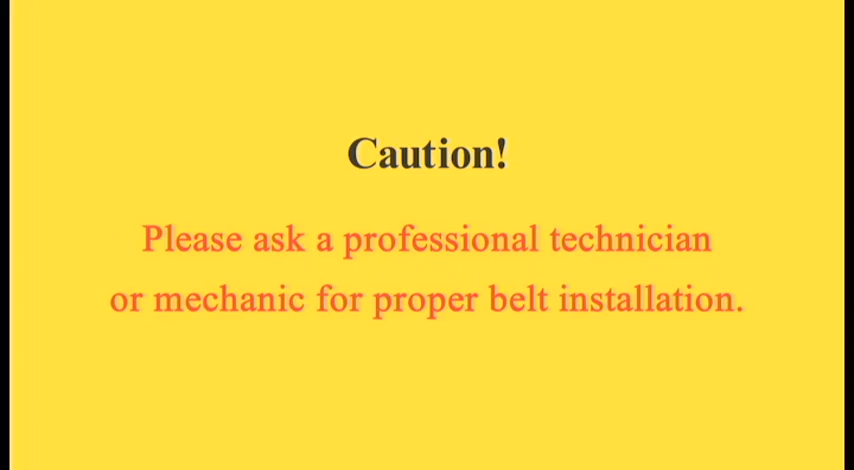 Caution!
Please ask a professional technician
or mechanic for proper belt installation.